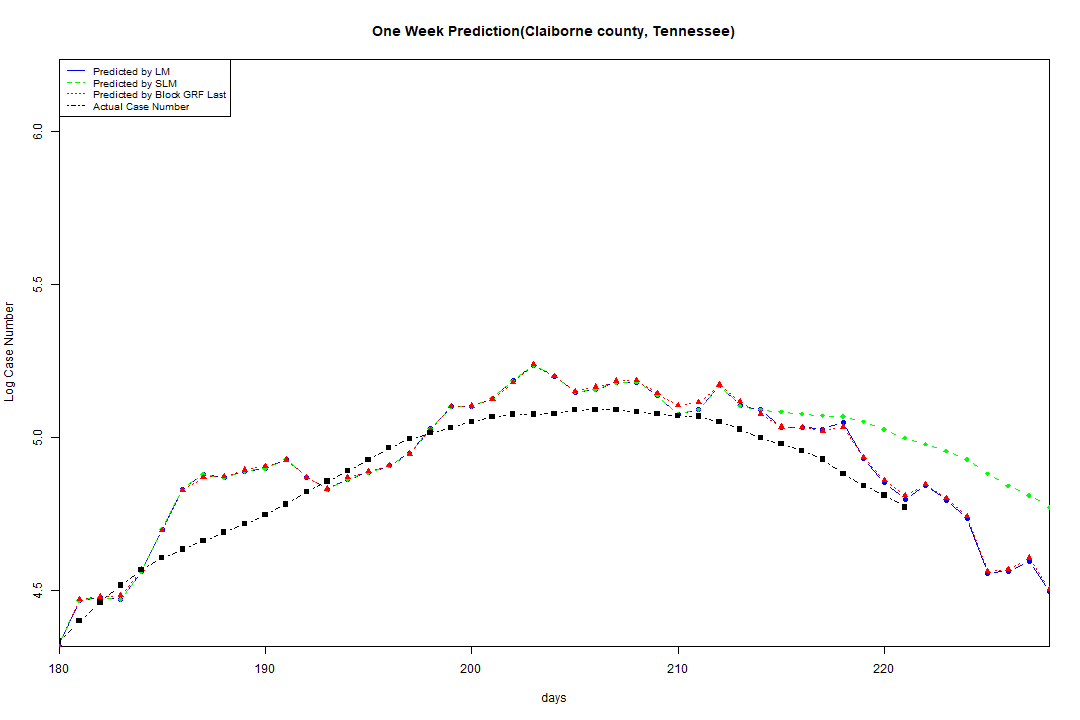 One Week Prediction(Claiborne county, Tennessee)
Predicted by LM
Predicted by SLM
Predicted by Block GRF Last
Actual Case Number
6.0
5.5
5.0
4.5
Log Case Number
180 190 200 210 220
days